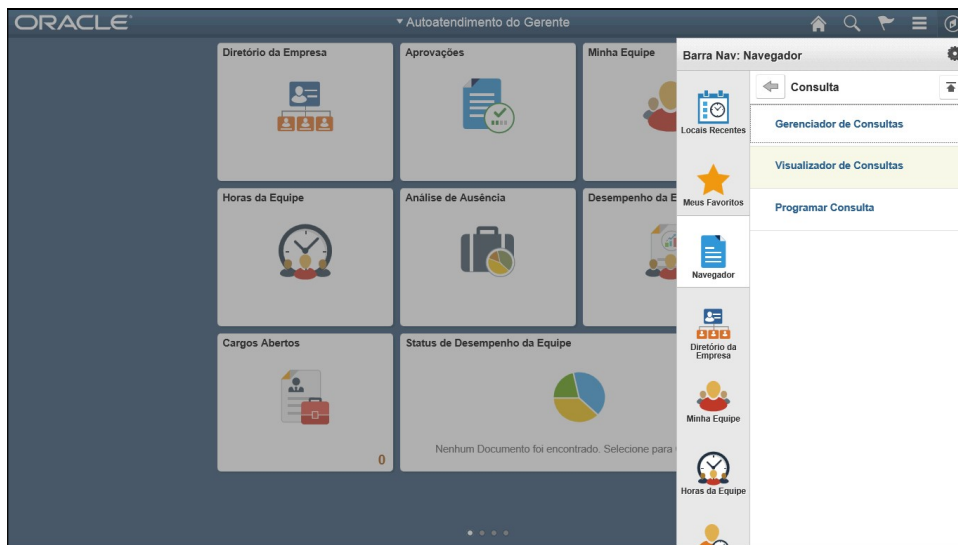 ORACLE
Autoatendimento do Gerente
Diretório da Empresa
Aprovações
Minha Equipe
Horas da Equipe
Análise de Ausência
Desempenho da E
Cargos Abertos
0
Status de Desempenho da Equipe
Nenhum Documento foi encontrado. Selecione para
Barra Nav: Navegador
Locais Recentes
Meus Favoritos
Navegador
Diretório da
Empresa
Minha Equipe
Horas da Equipe
Consulta
Gerenciador de Consultas
Visualizador de Consultas
Programar Consulta